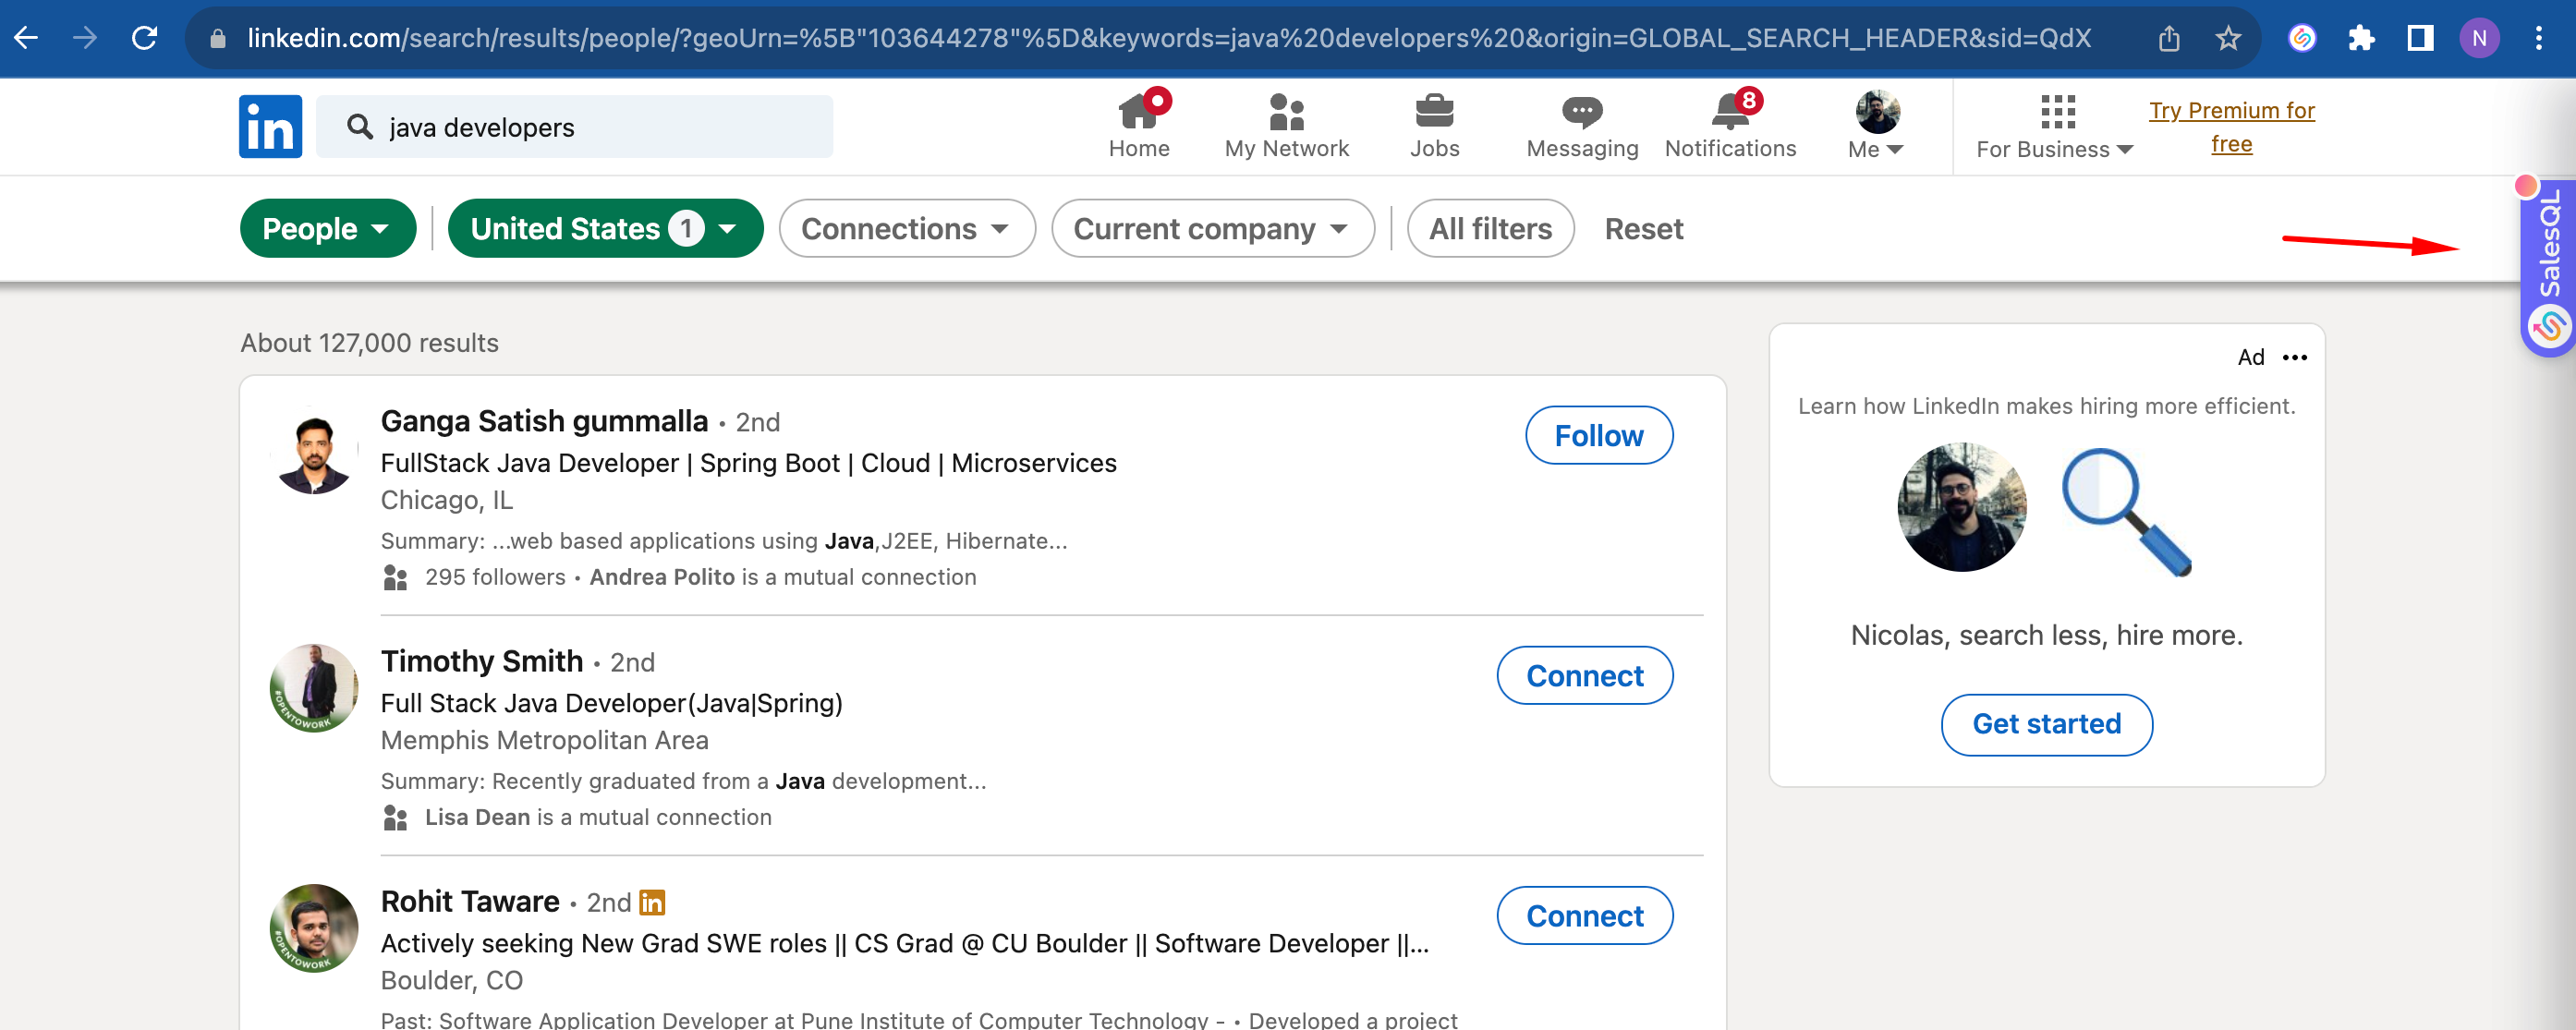 linkedin.com/search/results/people/?geoUrn=%5B"103644278"%5D&keywords=java%20developers%20&origin=GLOBAL_SEARCH_HEADER&sid=QdX
N
in
java developers
Home
My Network
Jobs
Messaging
8
Notifications
Me
For Business
Try Premium for
free
People
United States 1
Connections
Current company
All filters
Reset
SalesQL
About 127,000 results
Ganga Satish gummalla • 2nd
FullStack Java Developer | Spring Boot | Cloud | Microservices
Chicago, IL
Summary: ...web based applications using Java,J2EE, Hibernate...
295 followers • Andrea Polito is a mutual connection
Follow
Timothy Smith • 2nd
Full Stack Java Developer(Java|Spring)
Memphis Metropolitan Area
Summary: Recently graduated from a Java development...
Lisa Dean is a mutual connection
Connect
#OPENTOWORK
Rohit Taware • 2nd in
Actively seeking New Grad SWE roles || CS Grad @ CU Boulder || Software Developer ||...
Boulder, CO
Past: Software Application Developer at Pune Institute of Computer Technology - • Developed a project
Connect
#OPENTOWORK
Ad •••
Learn how LinkedIn makes hiring more efficient.
Nicolas, search less, hire more.
Get started